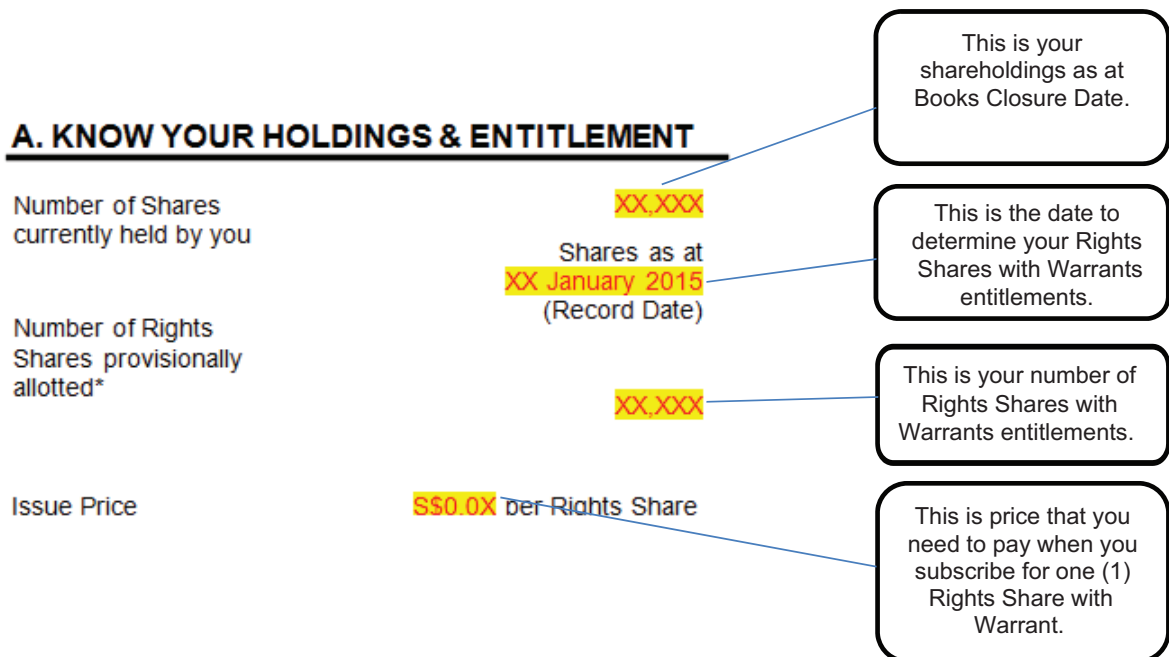 This is your
shareholdings as at
Books Closure Date.
A. KNOW YOUR HOLDINGS & ENTITLEMENT
Number of Shares
currently held by you
XX,XXX
Shares as at
XX January 2015
(Record Date)
This is the date to
determine your Rights
Shares with Warrants
entitlements.
Number of Rights
Shares provisionally
allotted*
XX,XXX
This is your number of
Rights Shares with
Warrants entitlements.
Issue Price
S$0.0X per Rights Share
This is price that you
need to pay when you
subscribe for one (1)
Rights Share with
Warrant.